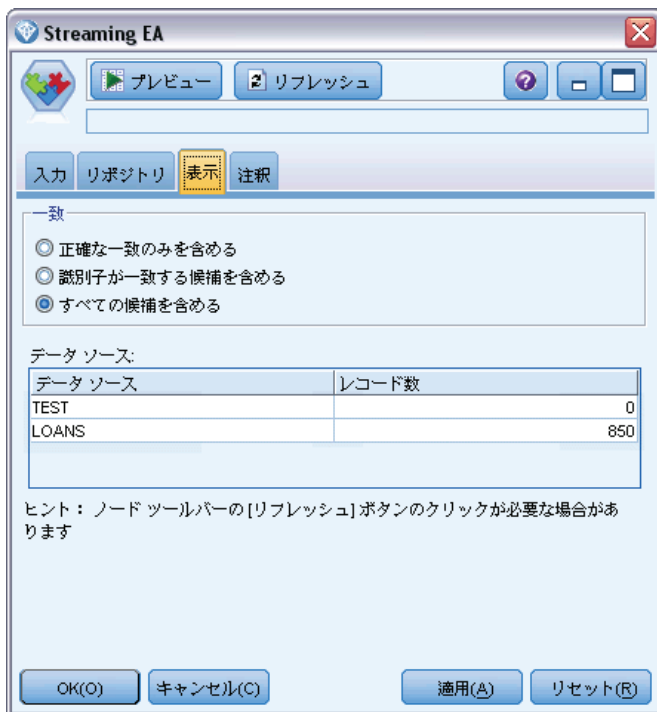 Streaming EA
プレビュー リフレッシュ
入力 リポジトリ 表示 注釈
一致
正確な一致のみを含める
識別子が一致する候補を含める
すべての候補を含める
データ ソース:
データ ソース レコード数
TEST 0
LOANS 850
ヒント： ノード ツールバーの [リフレッシュ] ボタンのクリックが必要な場合があ
ります
OK(O) キャンセル(C) 適用(A) リセット(R)